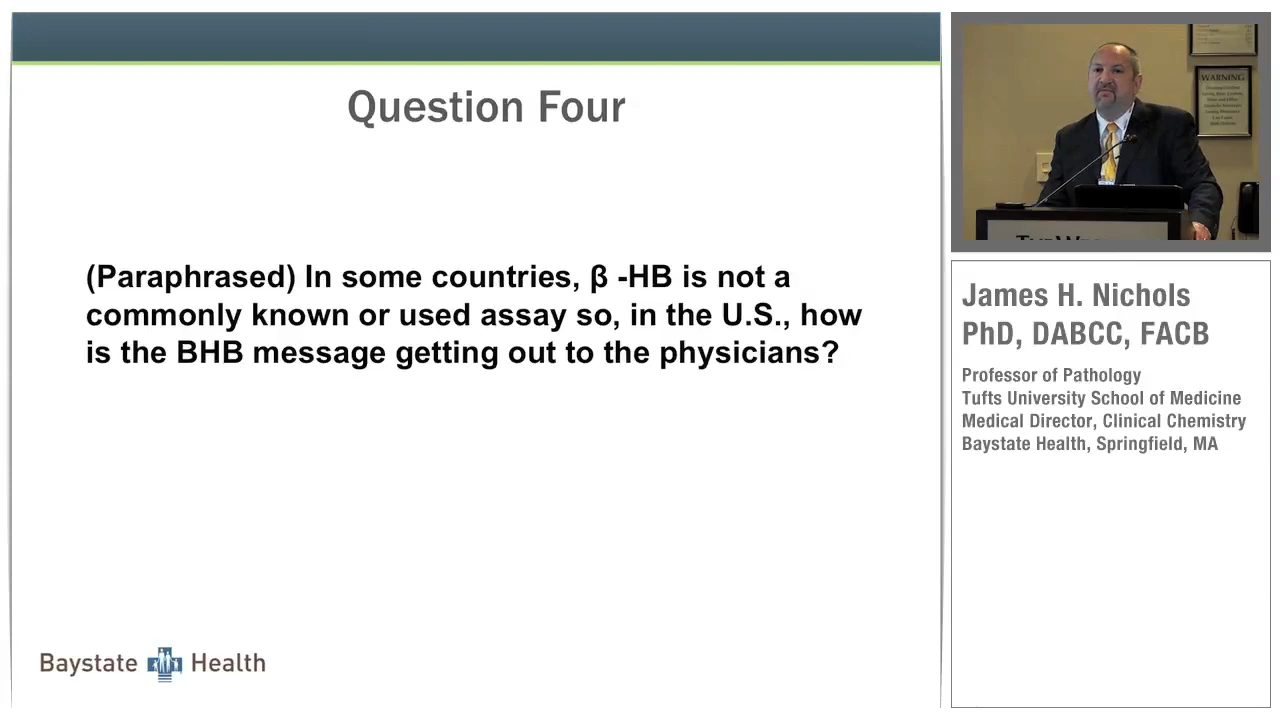 Question Four
(Paraphrased) In some countries, β -HB is not a
commonly known or used assay so, in the U.S., how
is the BHB message getting out to the physicians?
Baystate Health
WARNING
James H. Nichols
PhD, DABCC, FACB
Professor of Pathology
Tufts University School of Medicine
Medical Director, Clinical Chemistry
Baystate Health, Springfield, MA